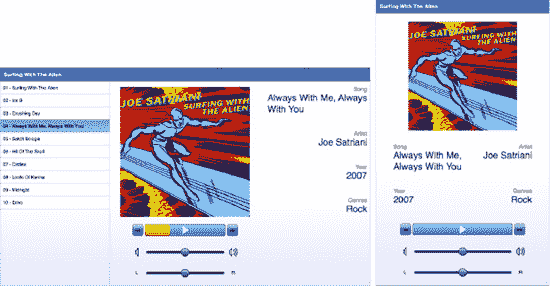 Surfing With The Alien
01 - Surfing With The Alien
02 - Ice 9
03 - Crushing Day
04 - Always With Me, Always With You
05 - Satch Boogie
06 - Hill Of The Skull
07 - Circles
08 - Lords Of Karma
09 - Midnight
10 - Echo
JOE SATRIANI
SURFING WITH
THE ALIEN
Song
Always With Me, Always
With You
Artist
Joe Satriani
Year
2007
Genres
Rock
L
R
Surfing With The Alien
JOE SATRIANI
SURFING WITH
THE ALIEN
Song
Always With Me,
Always With You
Artist
Joe Satriani
Year
2007
Genres
Rock
L
R